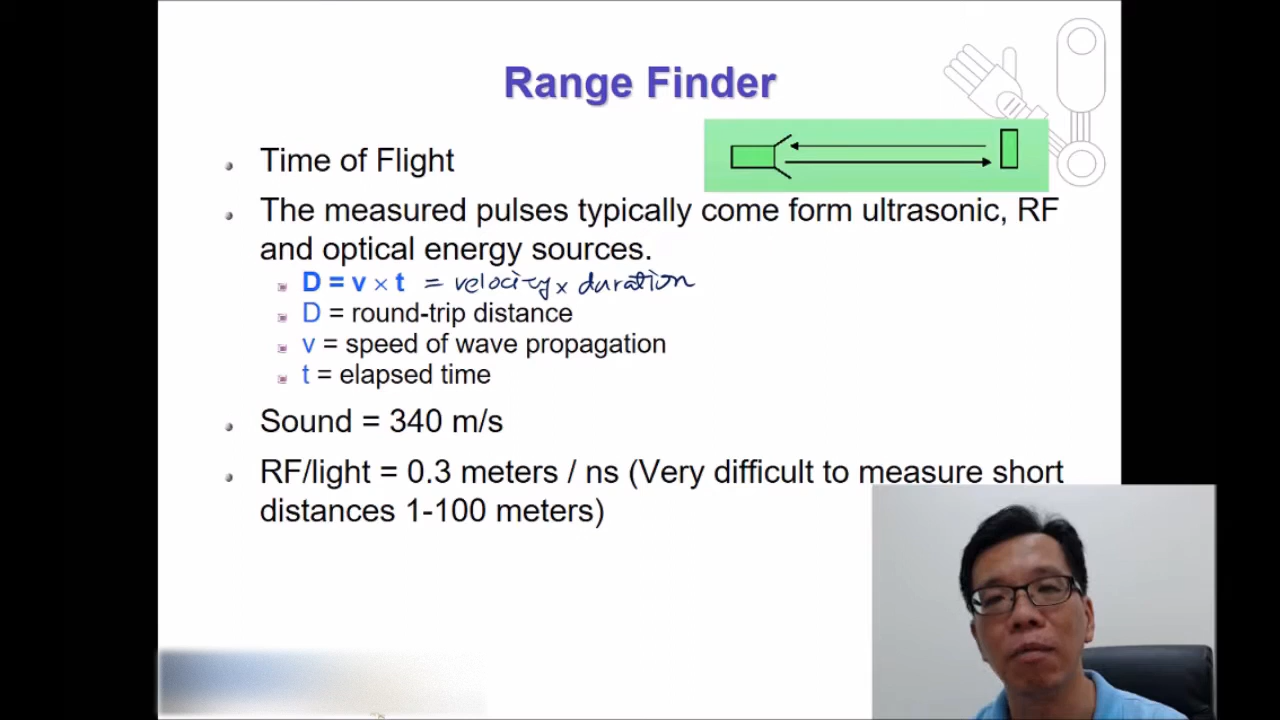 Range Finder
Time of Flight
The measured pulses typically come form ultrasonic, RF
and optical energy sources.
D = v × t = velocity × duration
D = round-trip distance
v = speed of wave propagation
t = elapsed time
Sound = 340 m/s
RF/light = 0.3 meters / ns (Very difficult to measure short
distances 1-100 meters)